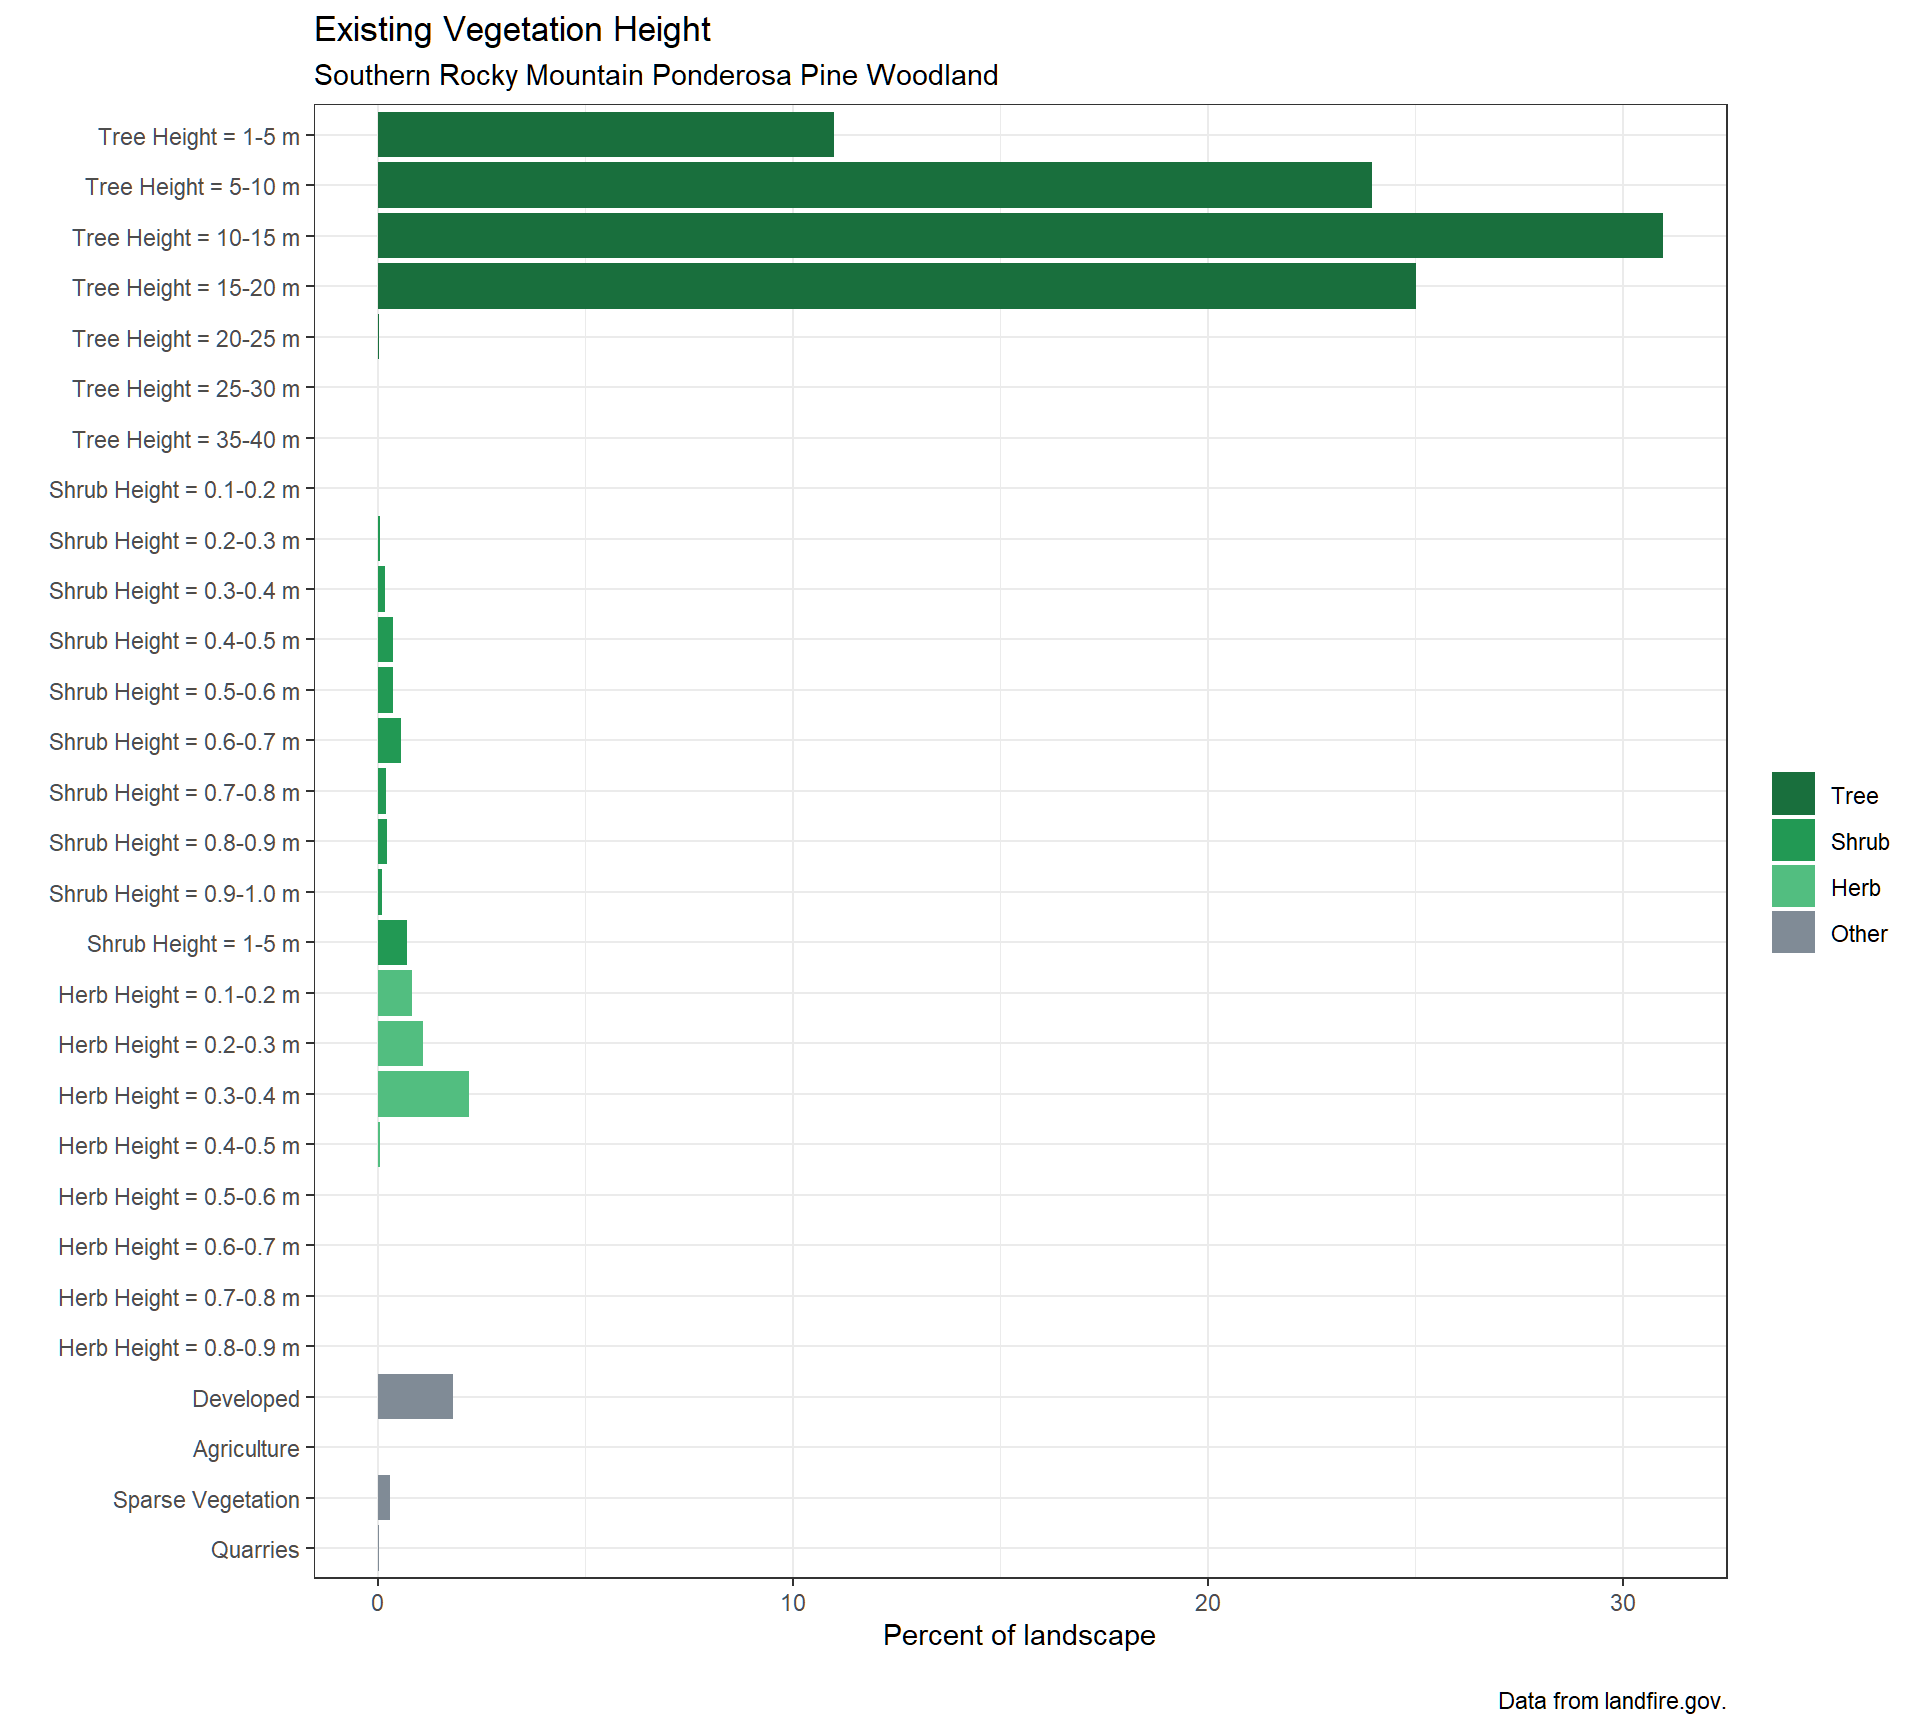 Existing Vegetation Height
Southern Rocky Mountain Ponderosa Pine Woodland
Tree Height = 1-5 m
Tree Height = 5-10 m
Tree Height = 10-15 m
Tree Height = 15-20 m
Tree Height = 20-25 m
Tree Height = 25-30 m
Tree Height = 35-40 m
Shrub Height = 0.1-0.2 m
Shrub Height = 0.2-0.3 m
Shrub Height = 0.3-0.4 m
Shrub Height = 0.4-0.5 m
Shrub Height = 0.5-0.6 m
Shrub Height = 0.6-0.7 m
Shrub Height = 0.7-0.8 m
Shrub Height = 0.8-0.9 m
Shrub Height = 0.9-1.0 m
Shrub Height = 1-5 m
Herb Height = 0.1-0.2 m
Herb Height = 0.2-0.3 m
Herb Height = 0.3-0.4 m
Herb Height = 0.4-0.5 m
Herb Height = 0.5-0.6 m
Herb Height = 0.6-0.7 m
Herb Height = 0.7-0.8 m
Herb Height = 0.8-0.9 m
Developed
Agriculture
Sparse Vegetation
Quarries
0 10 20 30
Percent of landscape
Tree
Shrub
Herb
Other
Data from landfire.gov.